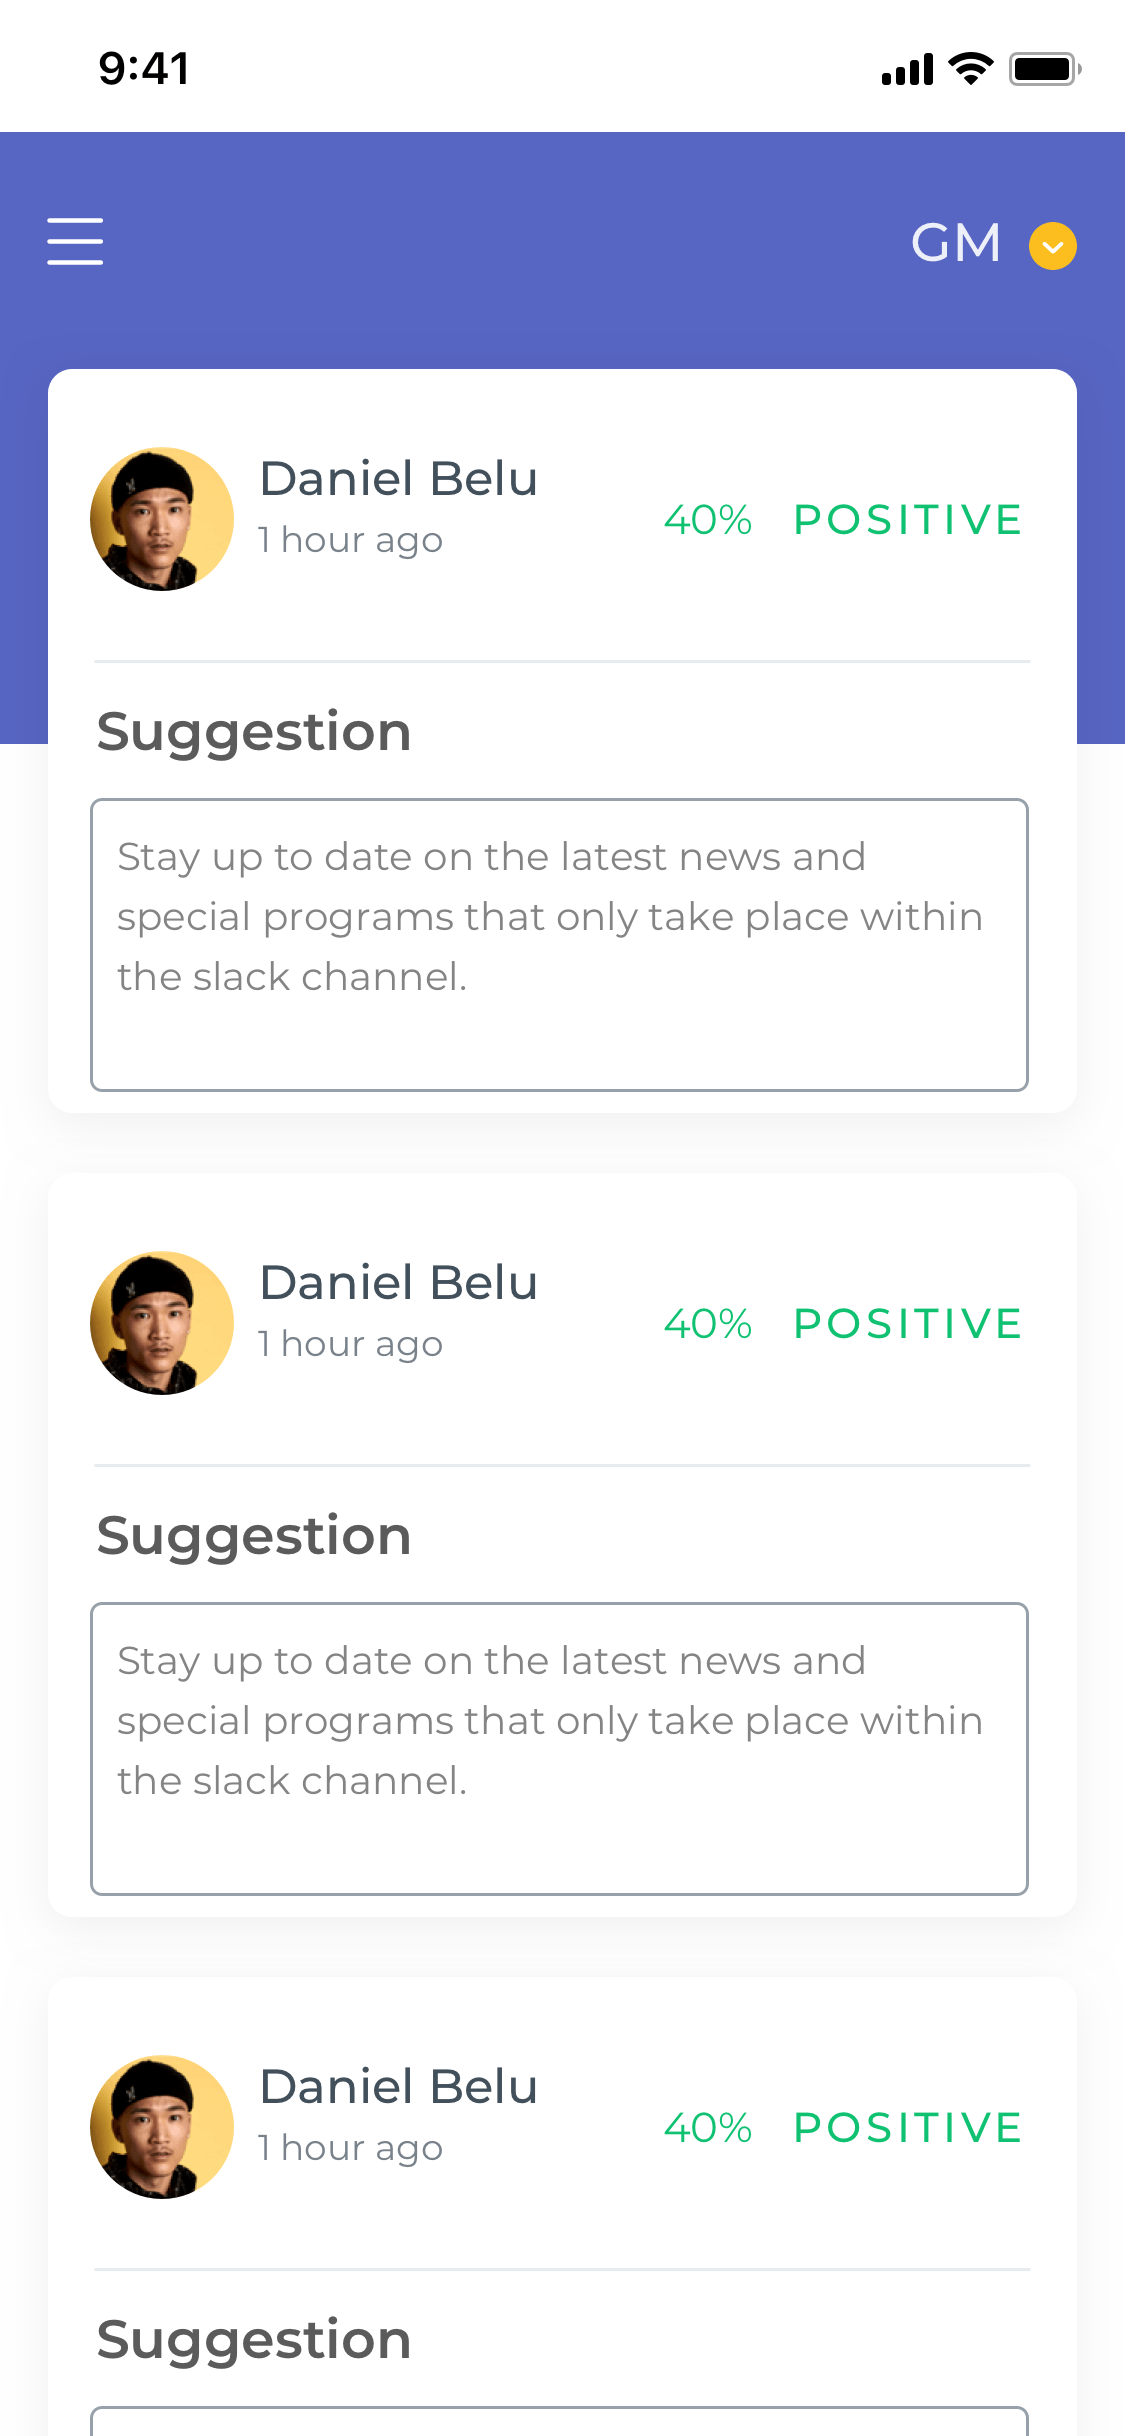 9:41
GM
Daniel Belu
1 hour ago
40% POSITIVE
Suggestion
Stay up to date on the latest news and
special programs that only take place within
the slack channel.
Daniel Belu
1 hour ago
40% POSITIVE
Suggestion
Stay up to date on the latest news and
special programs that only take place within
the slack channel.
Daniel Belu
1 hour ago
40% POSITIVE
Suggestion